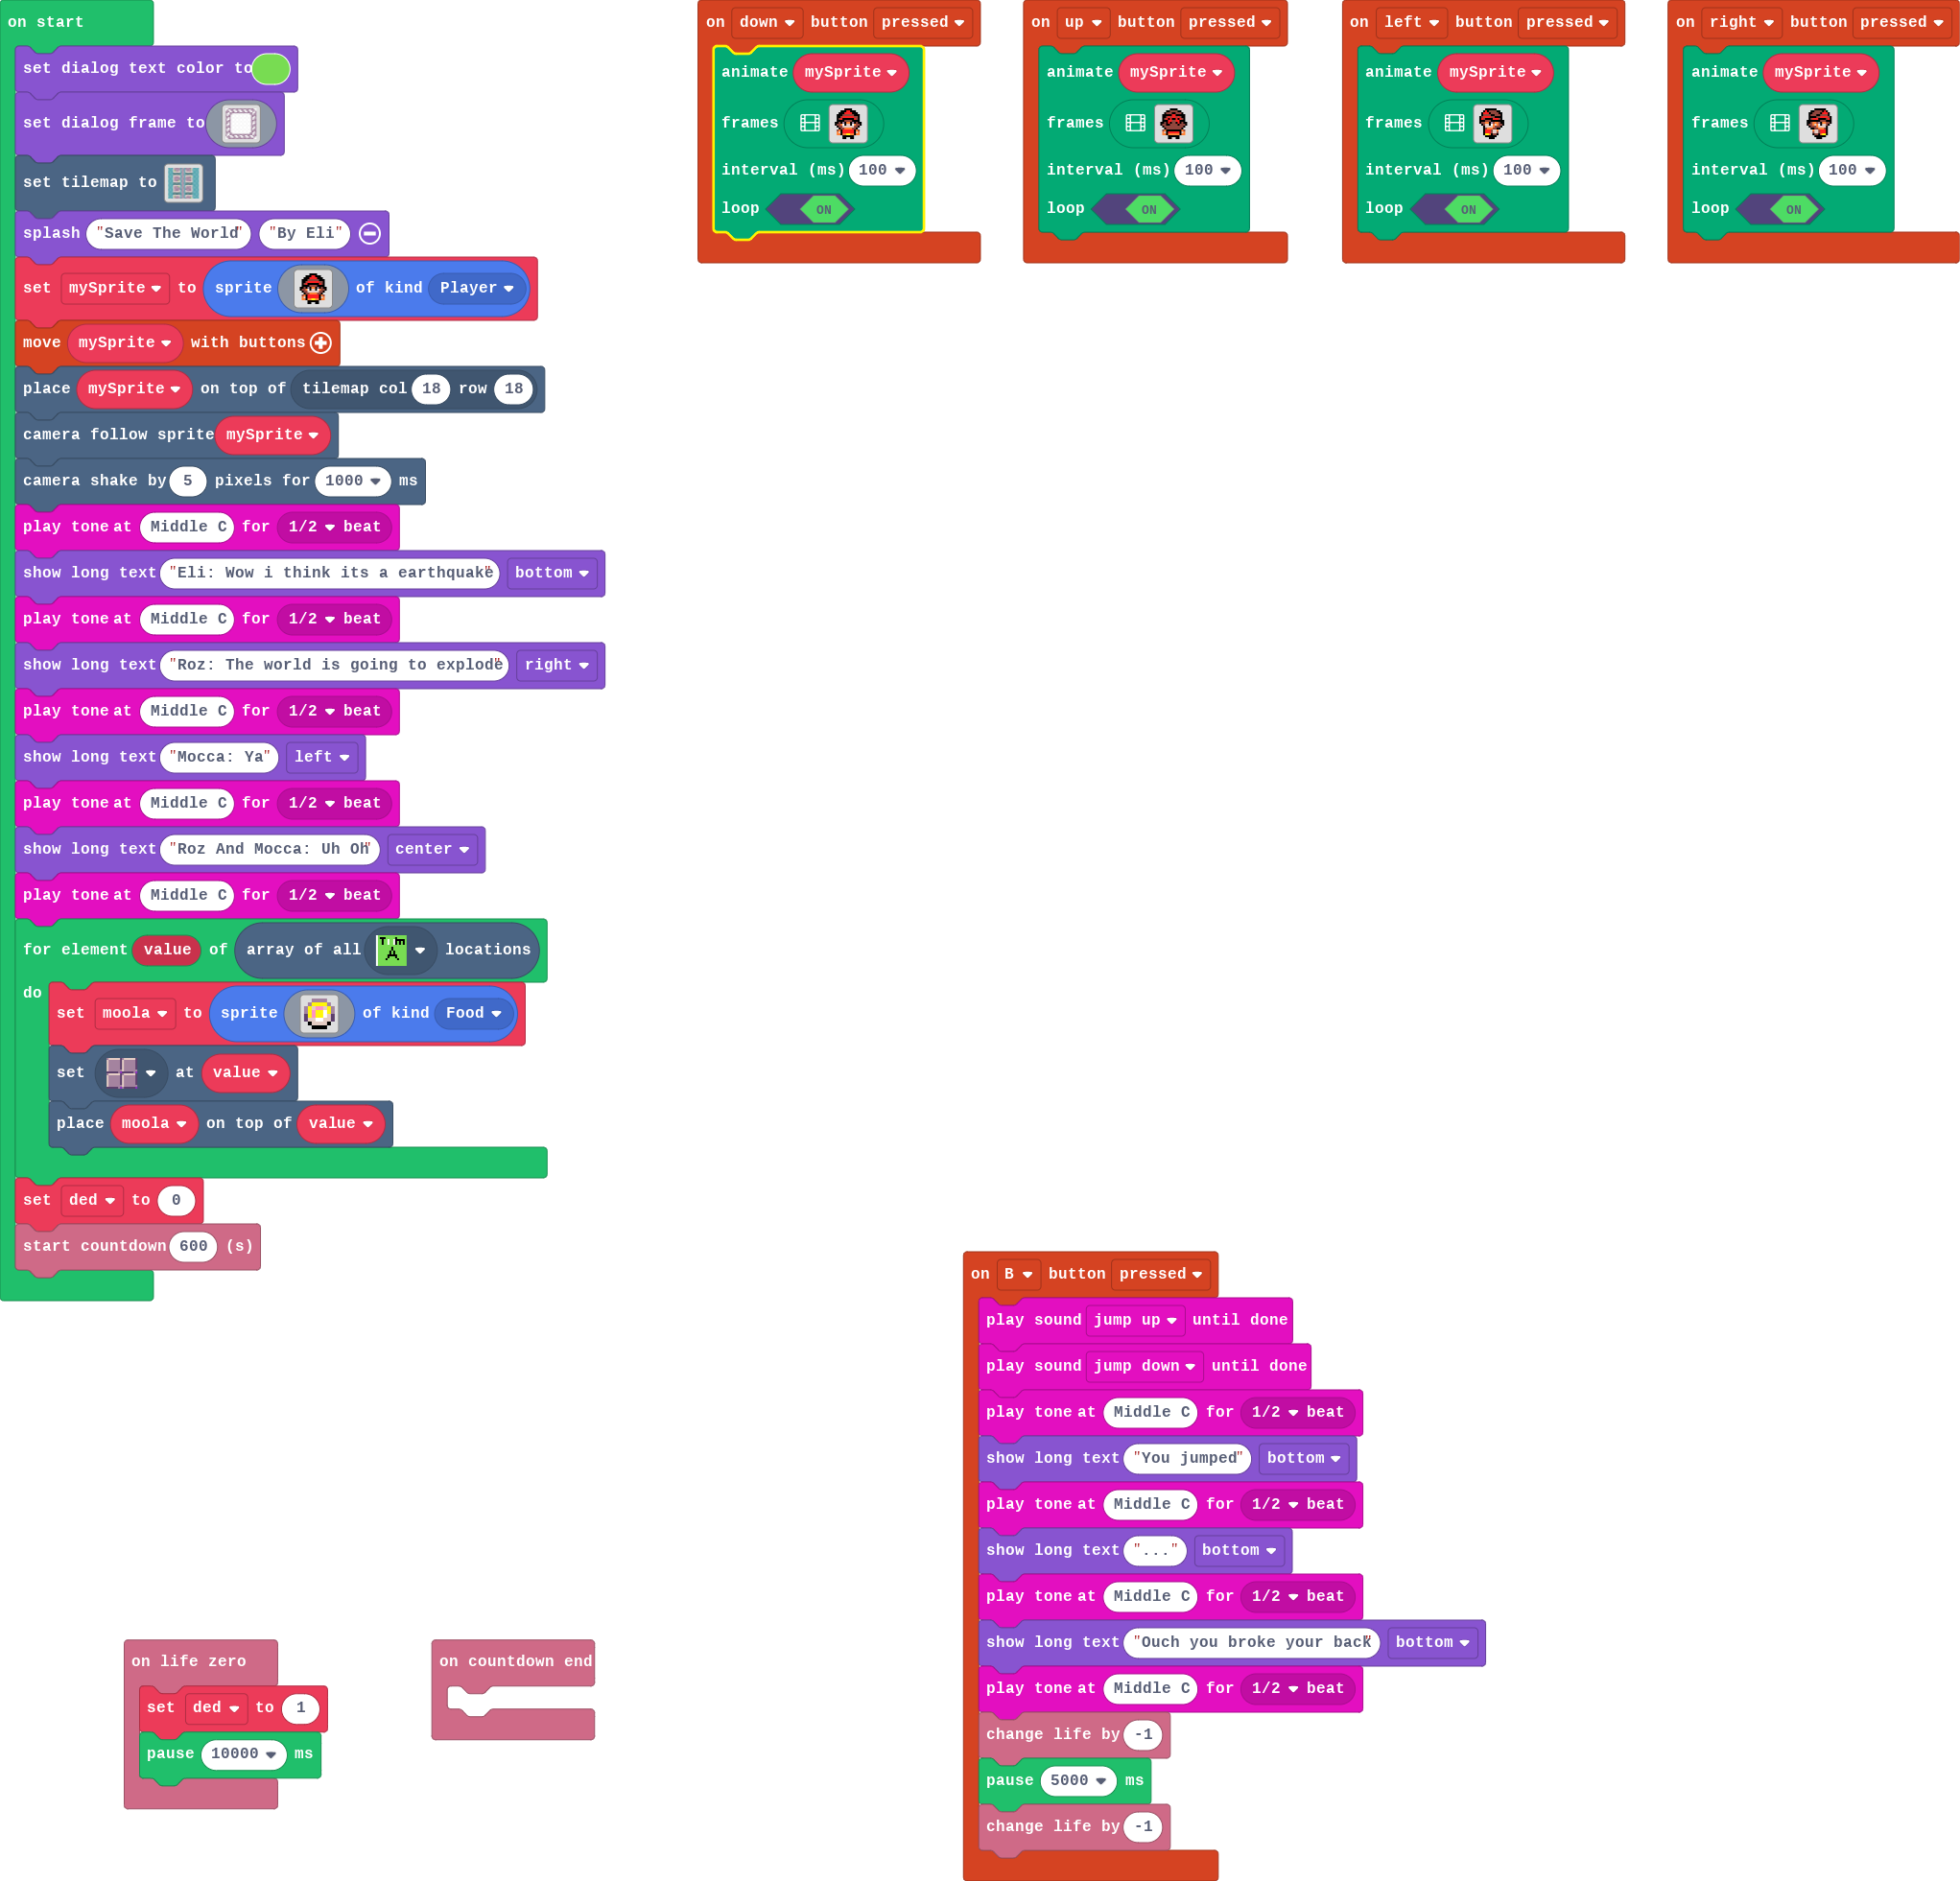 on start
set dialog text color to
set dialog frame to
set tilemap to
splash "Save The World" "By Eli"
set mySprite to sprite of kind Player
move mySprite with buttons
place mySprite on top of tilemap col 18 row 18
camera follow sprite mySprite
camera shake by 5 pixels for 1000 ms
play tone at Middle C for 1/2 beat
show long text "Eli: Wow i think its a earthquake" bottom
play tone at Middle C for 1/2 beat
show long text "Roz: The world is going to explode" right
play tone at Middle C for 1/2 beat
show long text "Mocca: Ya" left
play tone at Middle C for 1/2 beat
show long text "Roz And Mocca: Uh Oh" center
play tone at Middle C for 1/2 beat
for element value of array of all locations
do
set moola to sprite of kind Food
set at value
place moola on top of value
set ded to 0
start countdown 600 (s)
on down button pressed
animate mySprite
frames
interval (ms) 100
loop ON
on up button pressed
animate mySprite
frames
interval (ms) 100
loop ON
on left button pressed
animate mySprite
frames
interval (ms) 100
loop ON
on right button pressed
animate mySprite
frames
interval (ms) 100
loop ON
on B button pressed
play sound jump up until done
play sound jump down until done
play tone at Middle C for 1/2 beat
show long text "You jumped" bottom
play tone at Middle C for 1/2 beat
show long text "..." bottom
play tone at Middle C for 1/2 beat
show long text "Ouch you broke your back" bottom
play tone at Middle C for 1/2 beat
change life by -1
pause 5000 ms
change life by -1
on life zero
set ded to 1
pause 10000 ms
on countdown end